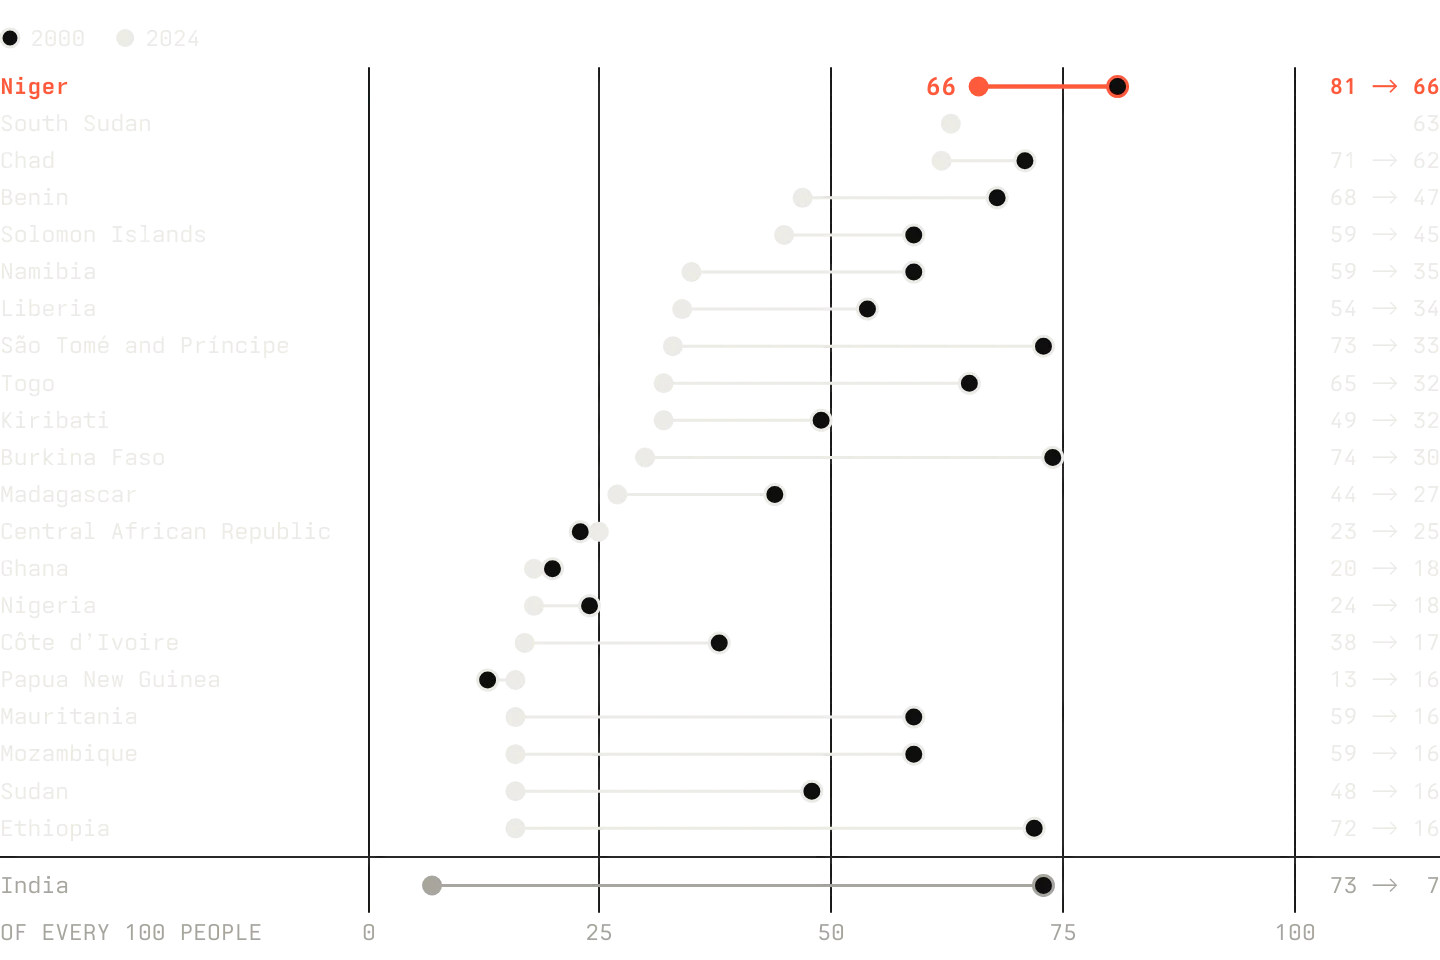 2000 2024
Niger 66 81 → 66
South Sudan 63
Chad 71 → 62
Benin 68 → 47
Solomon Islands 59 → 45
Namibia 59 → 35
Liberia 54 → 34
São Tomé and Príncipe 73 → 33
Togo 65 → 32
Kiribati 49 → 32
Burkina Faso 74 → 30
Madagascar 44 → 27
Central African Republic 23 → 25
Ghana 20 → 18
Nigeria 24 → 18
Côte d’Ivoire 38 → 17
Papua New Guinea 13 → 16
Mauritania 59 → 16
Mozambique 59 → 16
Sudan 48 → 16
Ethiopia 72 → 16
India 73 → 7
OF EVERY 100 PEOPLE 0 25 50 75 100